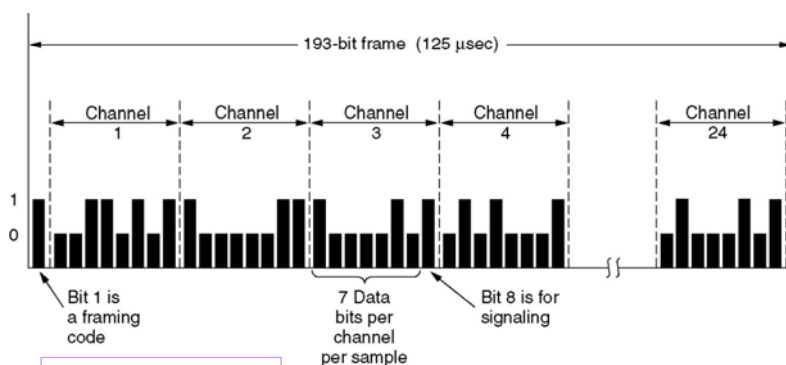 193-bit frame (125 μsec)
Channel
1
Channel
2
Channel
3
Channel
4
Channel
24
1
0
Bit 1 is
a framing
code
7 Data
bits per
channel
per sample
Bit 8 is for
signaling